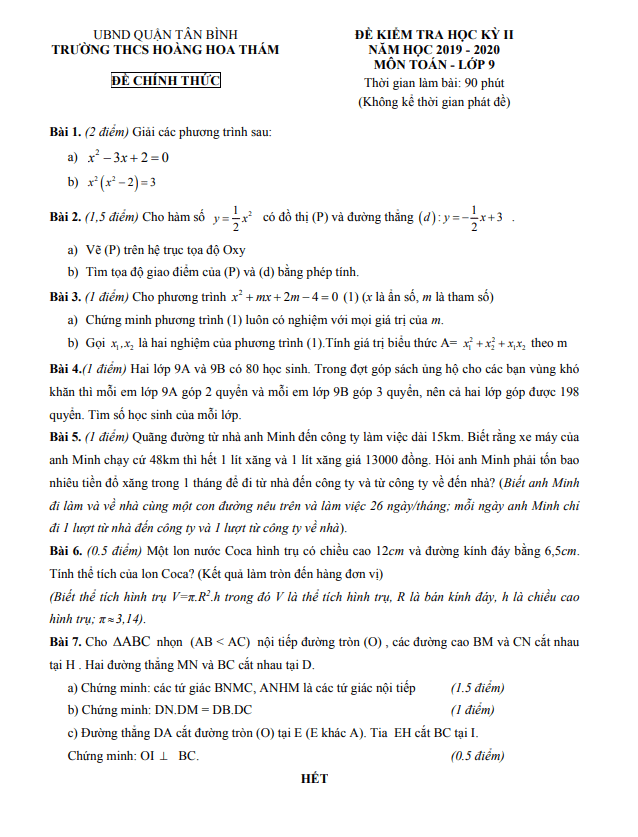 UBND QUẬN TÂN BÌNH
TRƯỜNG THCS HOÀNG HOA THÁM
ĐỀ CHÍNH THỨC
ĐỀ KIỂM TRA HỌC KỲ II
NĂM HỌC 2019 - 2020
MÔN TOÁN - LỚP 9
Thời gian làm bài: 90 phút
(Không kể thời gian phát đề)
Bài 1. (2 điểm) Giải các phương trình sau:
a) x² − 3x + 2 = 0
b) x²(x² − 2) = 3
Bài 2. (1,5 điểm) Cho hàm số y = 1/2 x² có đồ thị (P) và đường thẳng (d): y = −1/2 x + 3 .
a) Vẽ (P) trên hệ trục tọa độ Oxy
b) Tìm tọa độ giao điểm của (P) và (d) bằng phép tính.
Bài 3. (1 điểm) Cho phương trình x² + mx + 2m − 4 = 0 (1) (x là ẩn số, m là tham số)
a) Chứng minh phương trình (1) luôn có nghiệm với mọi giá trị của m.
b) Gọi x₁, x₂ là hai nghiệm của phương trình (1).Tính giá trị biểu thức A= x₁² + x₂² + x₁x₂ theo m
Bài 4.(1 điểm) Hai lớp 9A và 9B có 80 học sinh. Trong đợt góp sách ủng hộ cho các bạn vùng khó
khăn thì mỗi em lớp 9A góp 2 quyển và mỗi em lớp 9B góp 3 quyển, nên cả hai lớp góp được 198
quyển. Tìm số học sinh của mỗi lớp.
Bài 5. (1 điểm) Quãng đường từ nhà anh Minh đến công ty làm việc dài 15km. Biết rằng xe máy của
anh Minh chạy cứ 48km thì hết 1 lít xăng và 1 lít xăng giá 13000 đồng. Hỏi anh Minh phải tốn bao
nhiêu tiền đổ xăng trong 1 tháng để đi từ nhà đến công ty và từ công ty về đến nhà? (Biết anh Minh
đi làm và về nhà cùng một con đường nêu trên và làm việc 26 ngày/tháng; mỗi ngày anh Minh chỉ
đi 1 lượt từ nhà đến công ty và 1 lượt từ công ty về nhà).
Bài 6. (0.5 điểm) Một lon nước Coca hình trụ có chiều cao 12cm và đường kính đáy bằng 6,5cm.
Tính thể tích của lon Coca? (Kết quả làm tròn đến hàng đơn vị)
(Biết thể tích hình trụ V=π.R².h trong đó V là thể tích hình trụ, R là bán kính đáy, h là chiều cao
hình trụ; π ≈ 3,14).
Bài 7. Cho ΔABC nhọn (AB < AC) nội tiếp đường tròn (O) , các đường cao BM và CN cắt nhau
tại H . Hai đường thẳng MN và BC cắt nhau tại D.
a) Chứng minh: các tứ giác BNMC, ANHM là các tứ giác nội tiếp (1.5 điểm)
b) Chứng minh: DN.DM = DB.DC (1 điểm)
c) Đường thẳng DA cắt đường tròn (O) tại E (E khác A). Tia EH cắt BC tại I.
Chứng minh: OI ⊥ BC. (0.5 điểm)
HẾT